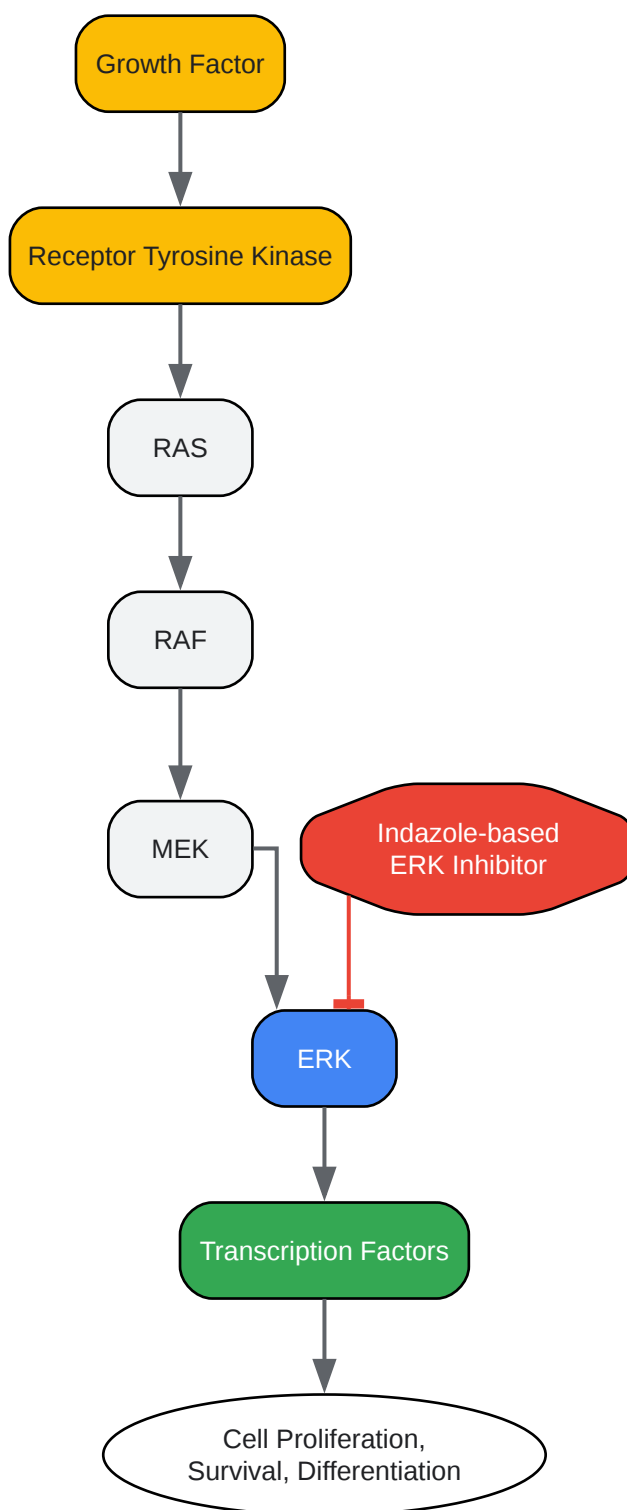 Growth Factor
Receptor Tyrosine Kinase
RAS
RAF
MEK
Indazole-based
ERK Inhibitor
ERK
Transcription Factors
Cell Proliferation,
Survival, Differentiation